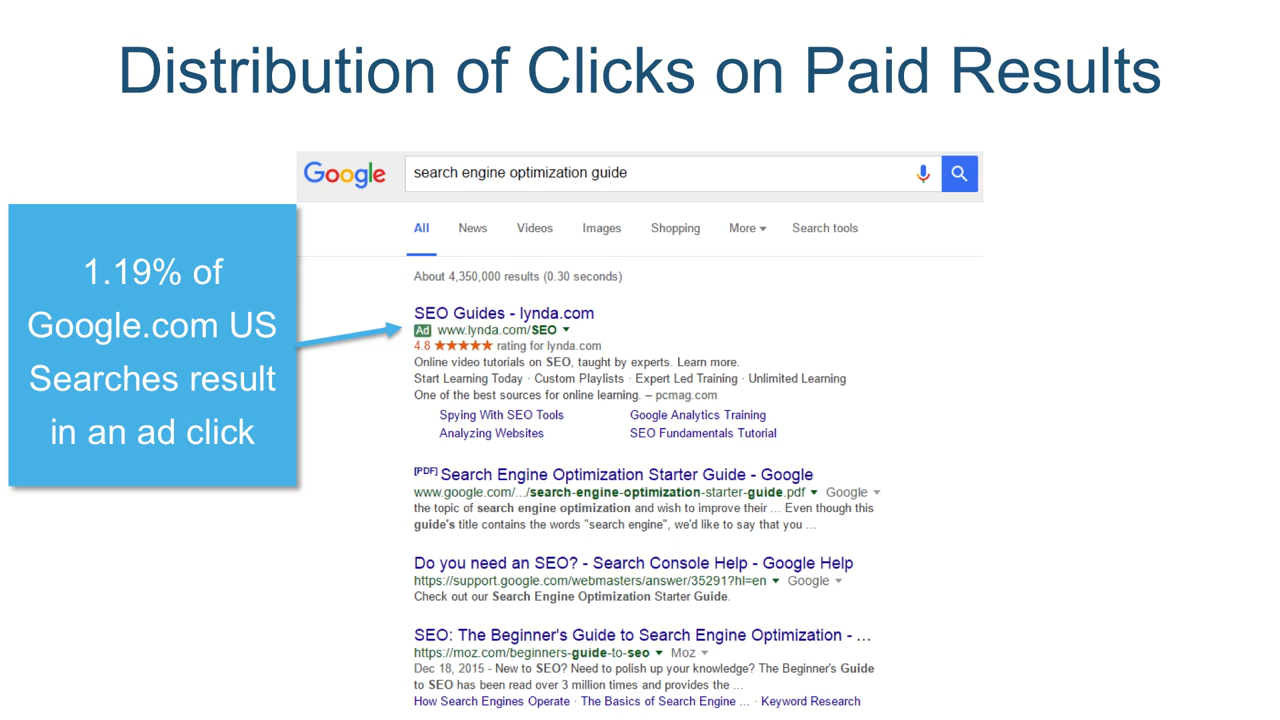 Distribution of Clicks on Paid Results
Google
search engine optimization guide
All News Videos Images Shopping More Search tools
About 4,350,000 results (0.30 seconds)
1.19% of
Google.com US
Searches result
in an ad click
SEO Guides - lynda.com
Ad www.lynda.com/SEO
4.8 ★★★★★ rating for lynda.com
Online video tutorials on SEO, taught by experts. Learn more.
Start Learning Today · Custom Playlists · Expert Led Training · Unlimited Learning
One of the best sources for online learning. – pcmag.com
Spying With SEO Tools Google Analytics Training
Analyzing Websites SEO Fundamentals Tutorial
[PDF] Search Engine Optimization Starter Guide - Google
www.google.com/.../search-engine-optimization-starter-guide.pdf Google
the topic of search engine optimization and wish to improve their ... Even though this
guide's title contains the words "search engine", we'd like to say that you ...
Do you need an SEO? - Search Console Help - Google Help
https://support.google.com/webmasters/answer/35291?hl=en Google
Check out our Search Engine Optimization Starter Guide.
SEO: The Beginner's Guide to Search Engine Optimization - ...
https://moz.com/beginners-guide-to-seo Moz
Dec 18, 2015 - New to SEO? Need to polish up your knowledge? The Beginner's Guide
to SEO has been read over 3 million times and provides the ...
How Search Engines Operate · The Basics of Search Engine ... · Keyword Research